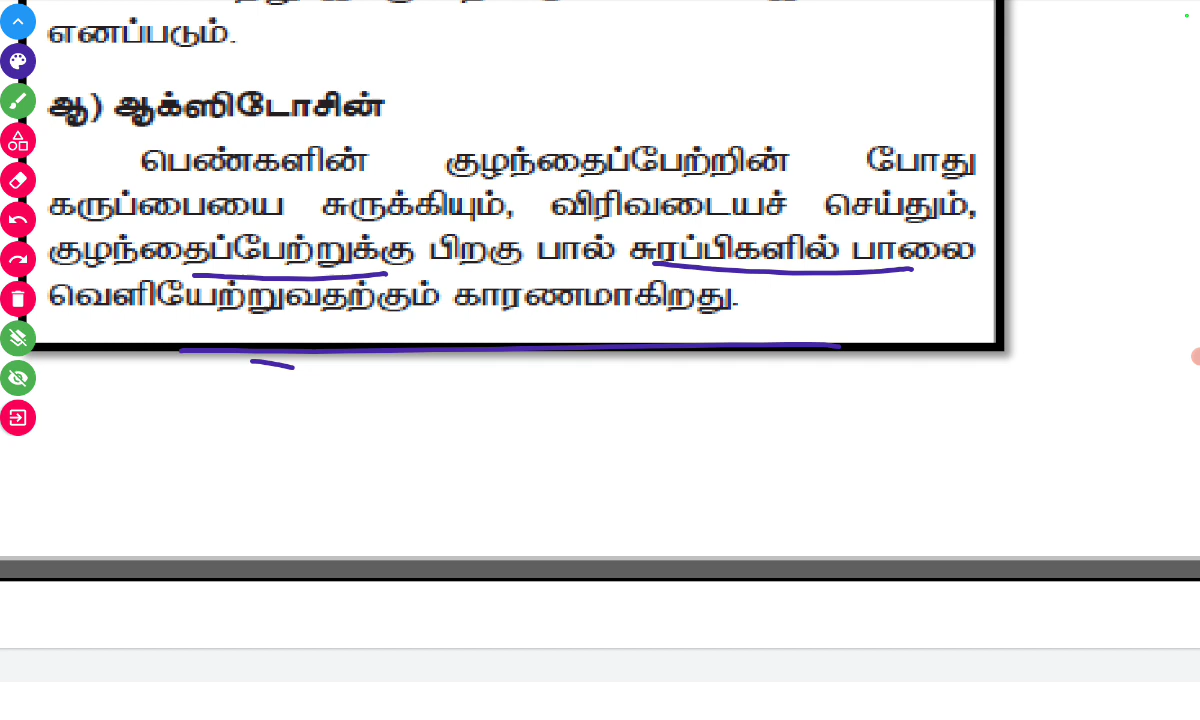 எனப்படும்.
ஆ) ஆக்ஸிடோசின்
பெண்களின் குழந்தைப்பேற்றின் போது
கருப்பையை சுருக்கியும், விரிவடையச் செய்தும்,
குழந்தைப்பேற்றுக்கு பிறகு பால் சுரப்பிகளில் பாலை
வெளியேற்றுவதற்கும் காரணமாகிறது.